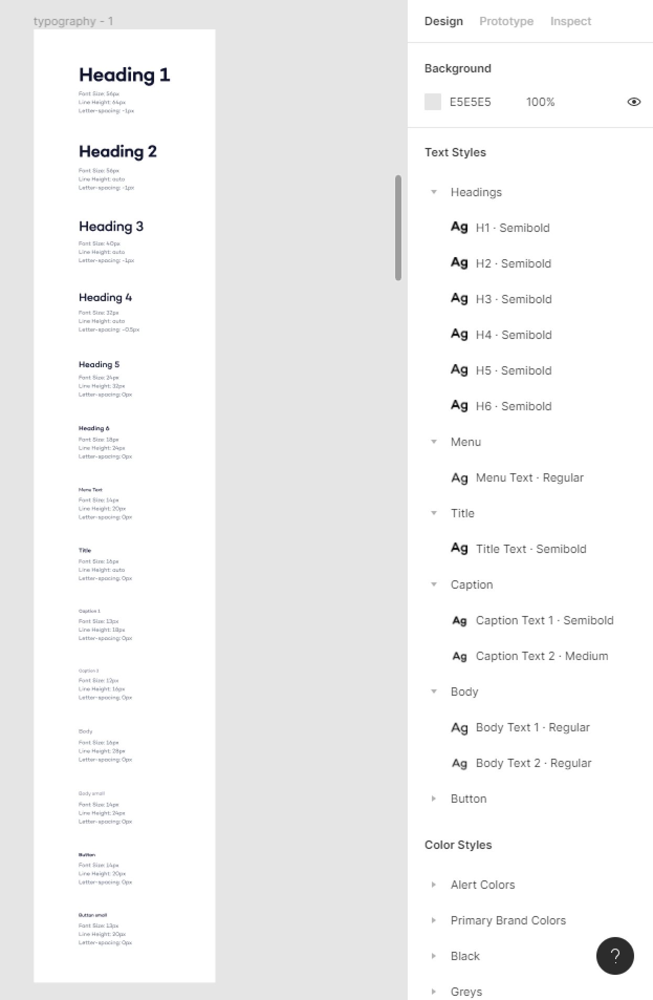 typography - 1
Heading 1
Font Size: 56px
Line Height: 64px
Letter-spacing: -1px
Heading 2
Font Size: 56px
Line Height: auto
Letter-spacing: -1px
Heading 3
Font Size: 40px
Line Height: auto
Letter-spacing: -1px
Heading 4
Font Size: 32px
Line Height: auto
Letter-spacing: -0.5px
Heading 5
Font Size: 24px
Line Height: 32px
Letter-spacing: 0px
Heading 6
Font Size: 18px
Line Height: 24px
Letter-spacing: 0px
Menu Text
Font Size: 14px
Line Height: 20px
Letter-spacing: 0px
Title
Font Size: 16px
Line Height: auto
Letter-spacing: 0px
Caption 1
Font Size: 13px
Line Height: 18px
Letter-spacing: 0px
Caption
Font Size: 12px
Line Height: 16px
Letter-spacing: 0px
Body
Font Size: 16px
Line Height: 28px
Letter-spacing: 0px
Body small
Font Size: 14px
Line Height: 24px
Letter-spacing: 0px
Button
Font Size: 14px
Line Height: 20px
Letter-spacing: 0px
Button small
Font Size: 13px
Line Height: 20px
Letter-spacing: 0px
Design Prototype Inspect
Background
E5E5E5 100%
Text Styles
Headings
Ag H1 · Semibold
Ag H2 · Semibold
Ag H3 · Semibold
Ag H4 · Semibold
Ag H5 · Semibold
Ag H6 · Semibold
Menu
Ag Menu Text · Regular
Title
Ag Title Text · Semibold
Caption
Ag Caption Text 1 · Semibold
Ag Caption Text 2 · Medium
Body
Ag Body Text 1 · Regular
Ag Body Text 2 · Regular
Button
Color Styles
Alert Colors
Primary Brand Colors
Black
?
Greys